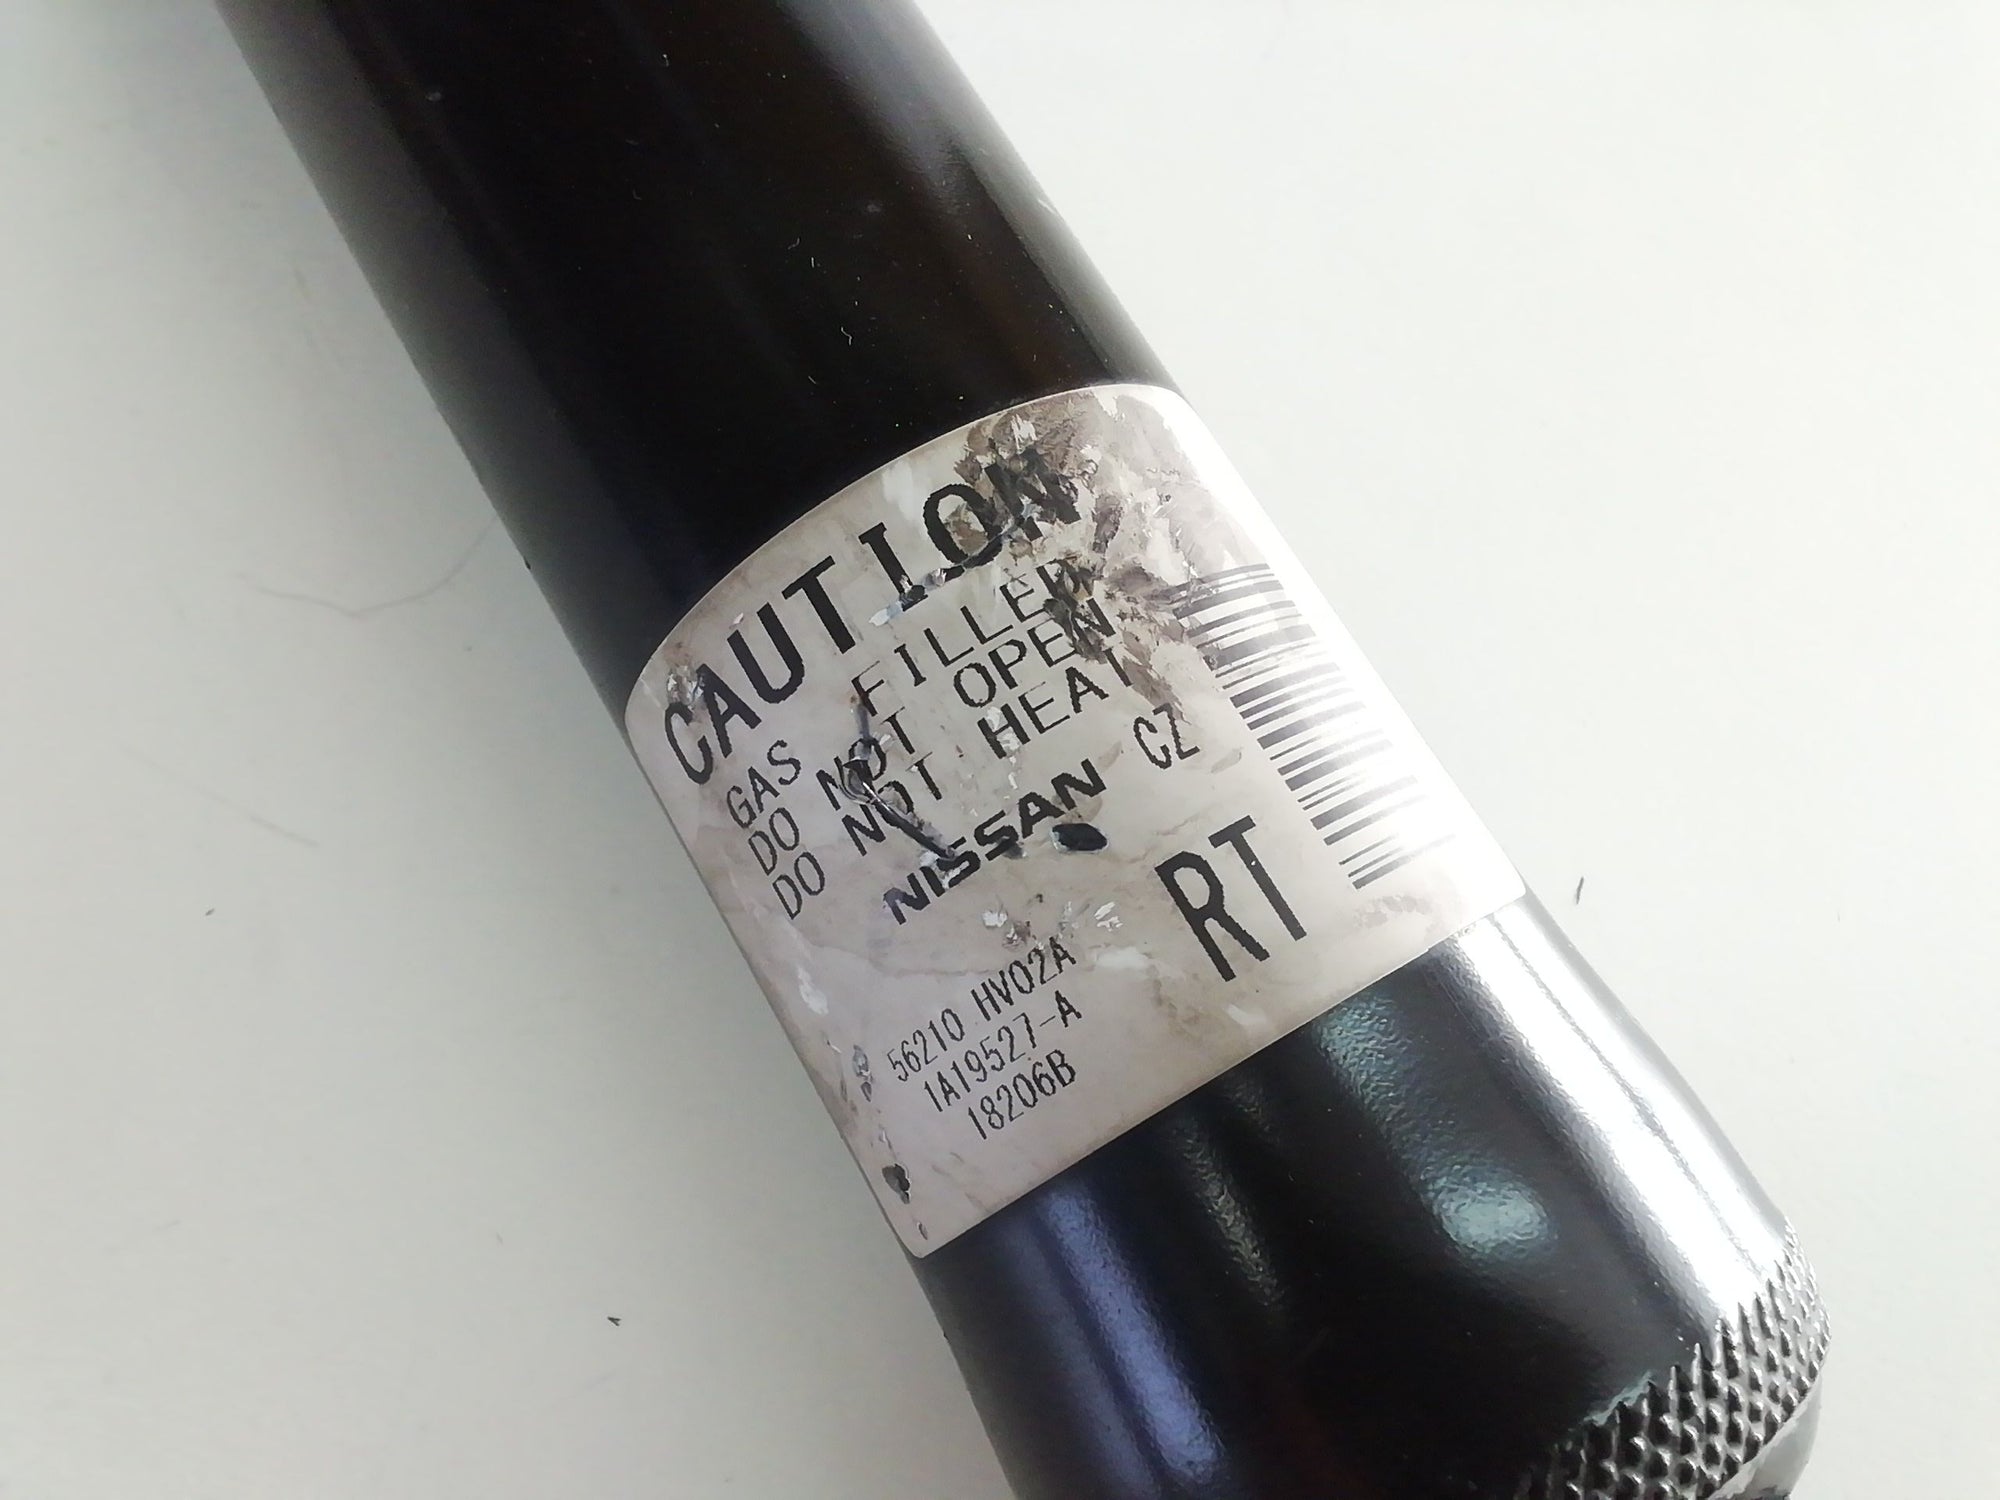 CAUTION
GAS FILLED
DO NOT OPEN
DO NOT HEAT
NISSAN CZ
RT
56210 HV02A
1A19527-A
18206B